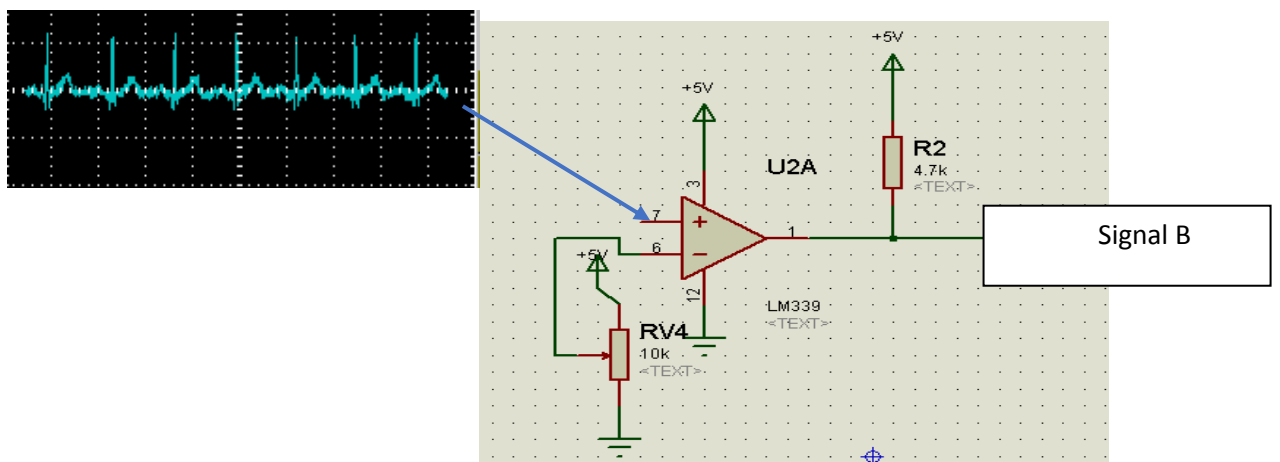 +5V
+5V
U2A
R2
4.7k
<TEXT>
3
7
+
1
Signal B
6
−
+5V
12
LM339
<TEXT>
RV4
10k
<TEXT>